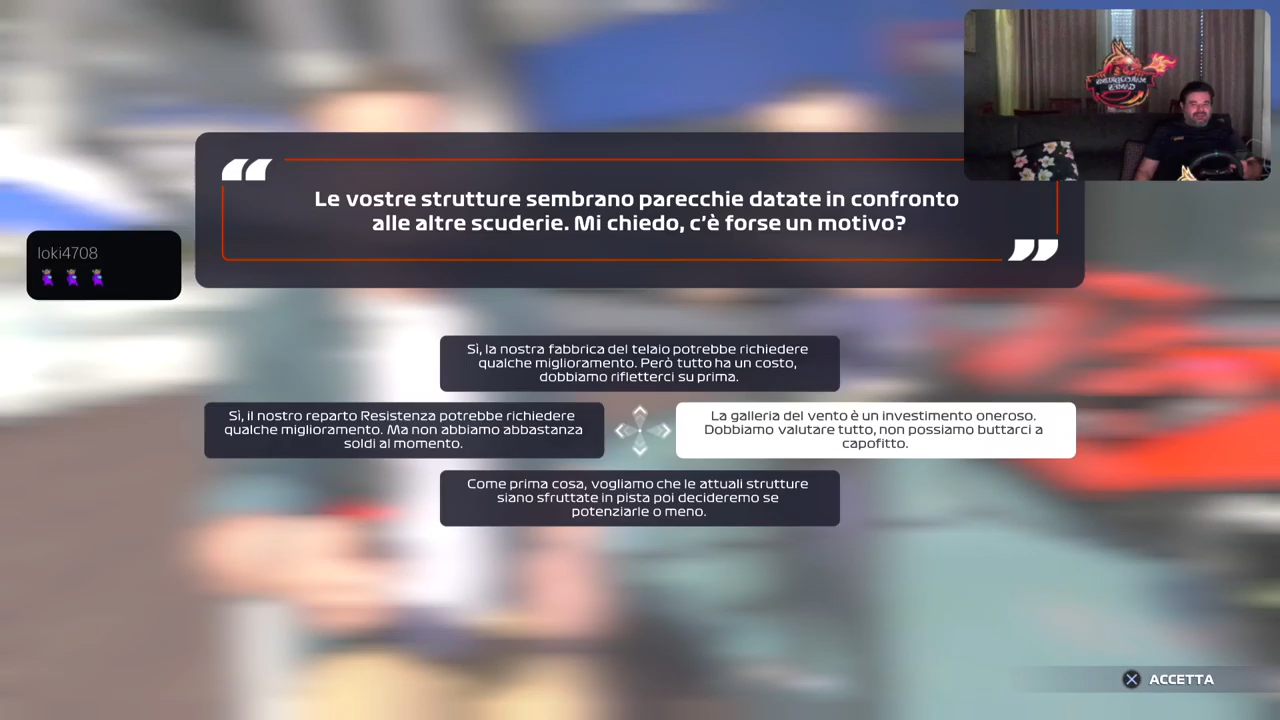 Le vostre strutture sembrano parecchie datate in confronto
alle altre scuderie. Mi chiedo, c'è forse un motivo?
loki4708
Sì, la nostra fabbrica del telaio potrebbe richiedere
qualche miglioramento. Però tutto ha un costo,
dobbiamo rifletterci su prima.
Sì, il nostro reparto Resistenza potrebbe richiedere
qualche miglioramento. Ma non abbiamo abbastanza
soldi al momento.
La galleria del vento è un investimento oneroso.
Dobbiamo valutare tutto, non possiamo buttarci a
capofitto.
Come prima cosa, vogliamo che le attuali strutture
siano sfruttate in pista poi decideremo se
potenziarle o meno.
ACCETTA